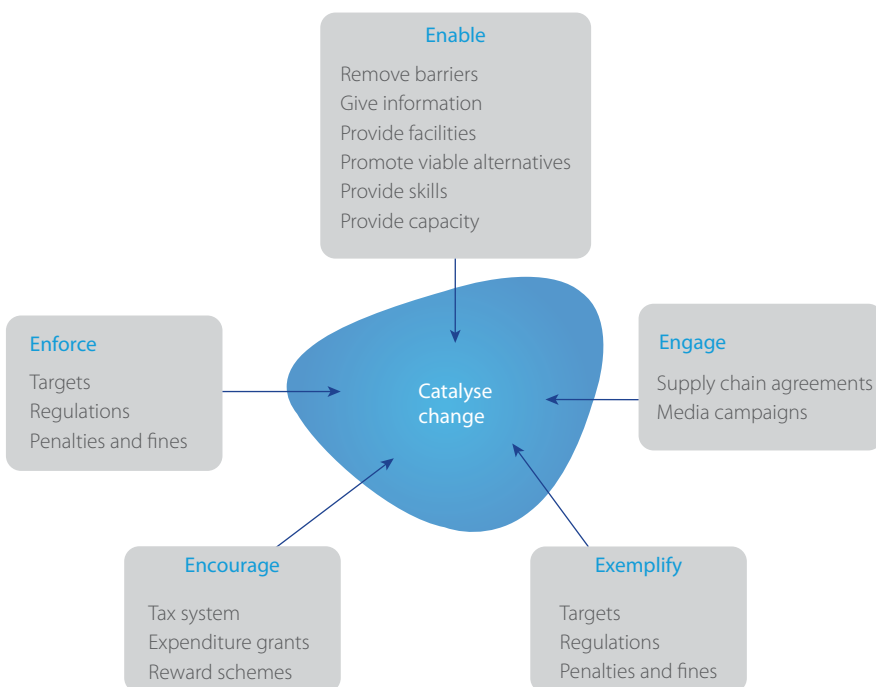 Enable
Remove barriers
Give information
Provide facilities
Promote viable alternatives
Provide skills
Provide capacity
Enforce
Targets
Regulations
Penalties and fines
Catalyse
change
Engage
Supply chain agreements
Media campaigns
Encourage
Tax system
Expenditure grants
Reward schemes
Exemplify
Targets
Regulations
Penalties and fines